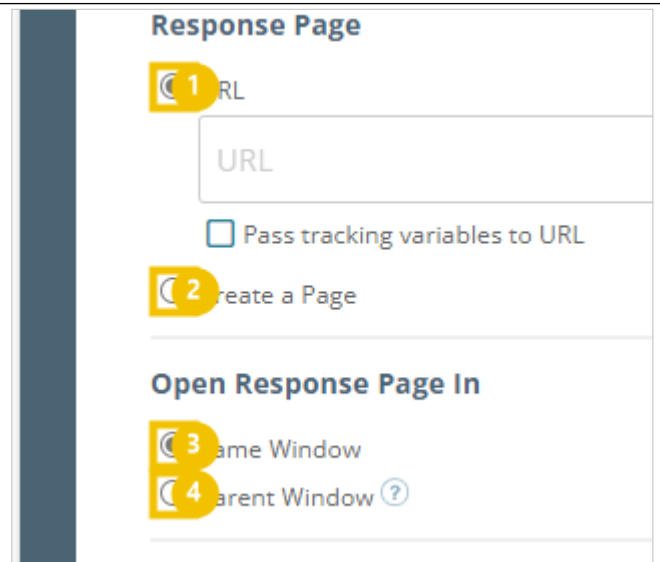 Response Page
1 RL
URL
Pass tracking variables to URL
2 reate a Page
Open Response Page In
3 ame Window
4 arent Window ?